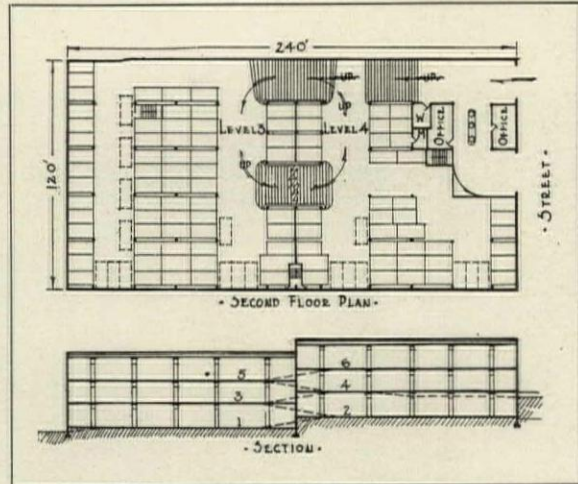 240'
120'
UP
UP
LEVEL 3
UP
LEVEL 4
UP
W
M
OFFICE
OFFICE
STREET
· SECOND FLOOR PLAN ·
5
6
3
4
1
2
· SECTION ·